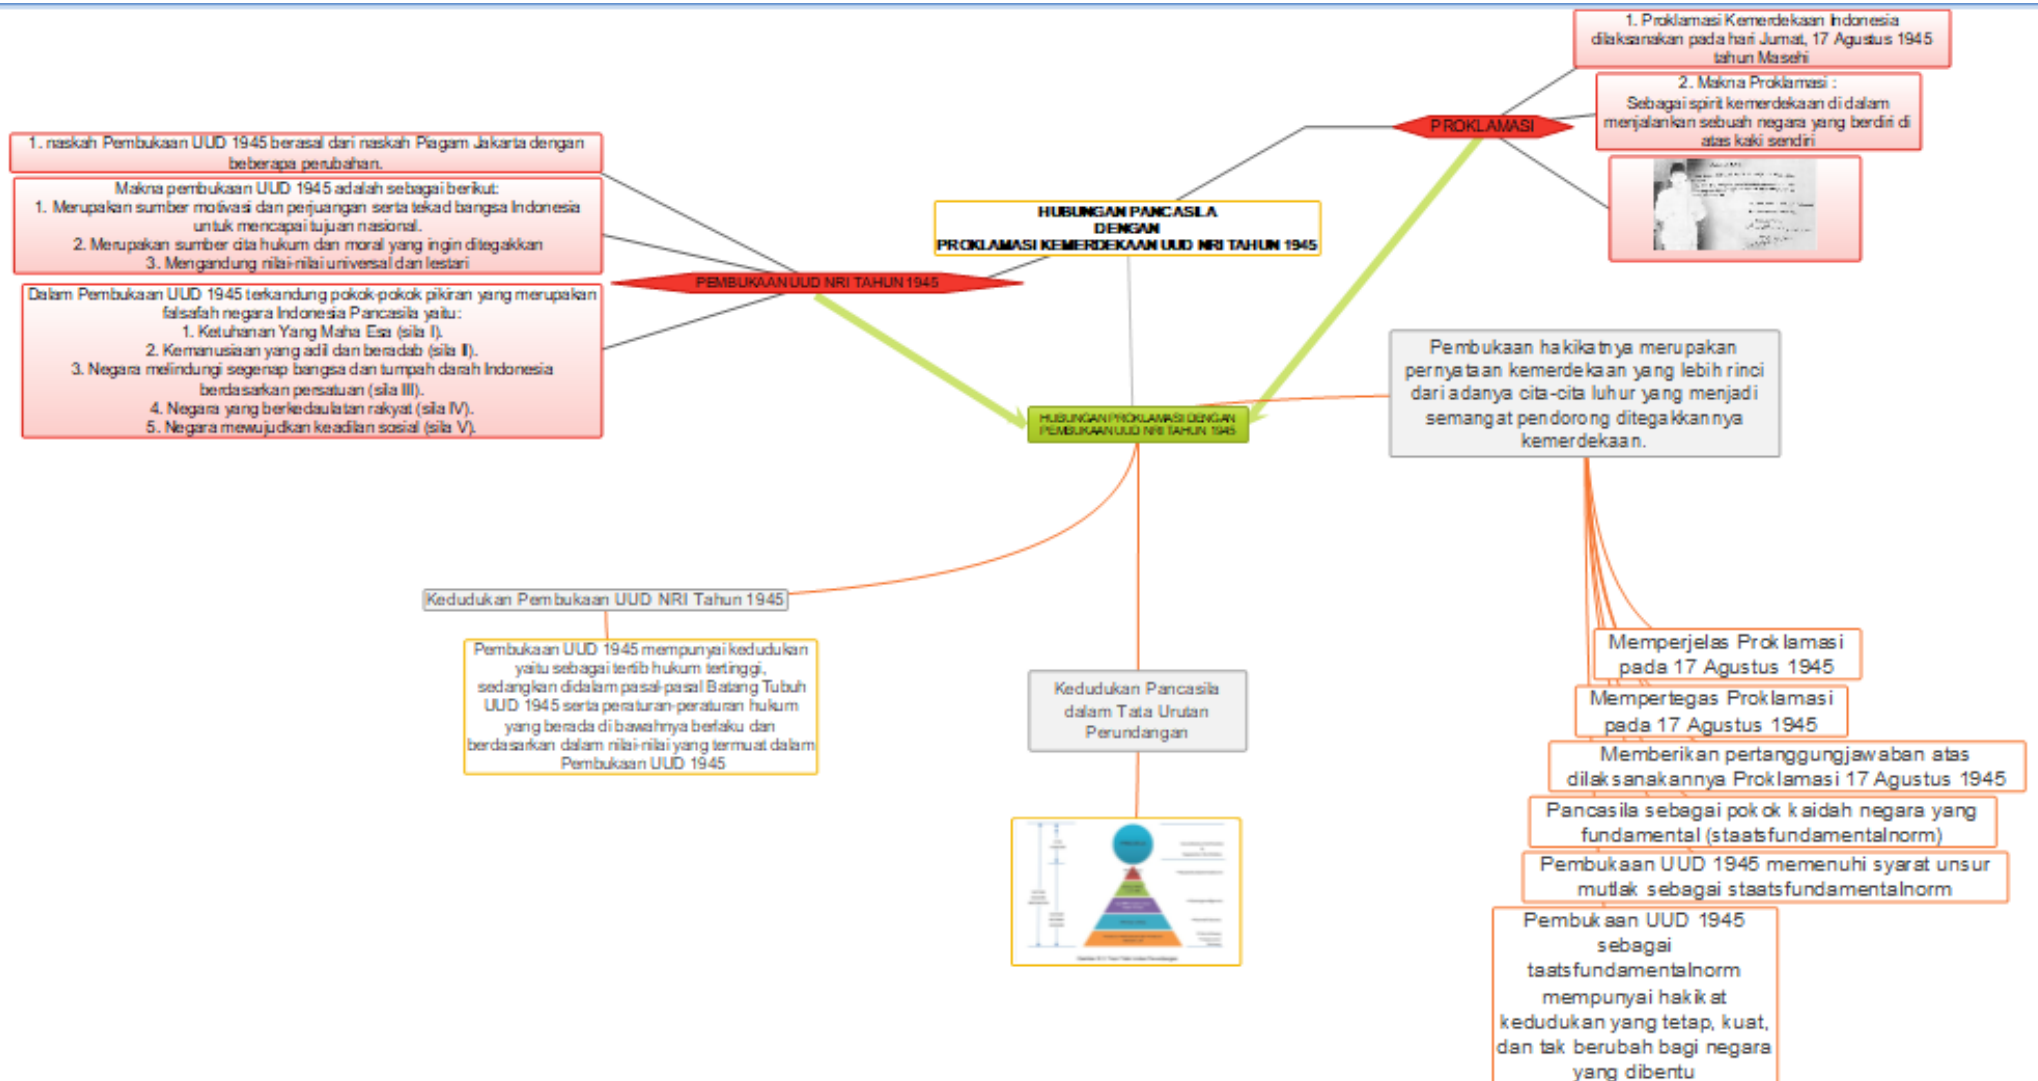 HUBUNGAN PANCASILA
DENGAN
PROKLAMASI KEMERDEKAAN UUD NRI TAHUN 1945
PROKLAMASI
1. Proklamasi Kemerdekaan Indonesia
dilaksanakan pada hari Jumat, 17 Agustus 1945
tahun Masehi
2. Makna Proklamasi :
Sebagai spirit kemerdekaan di dalam
menjalankan sebuah negara yang berdiri di
atas kaki sendiri
PEMBUKAAN UUD NRI TAHUN 1945
1. naskah Pembukaan UUD 1945 berasal dari naskah Piagam Jakarta dengan
beberapa perubahan.
Makna pembukaan UUD 1945 adalah sebagai berikut:
1. Merupakan sumber motivasi dan perjuangan serta tekad bangsa Indonesia
untuk mencapai tujuan nasional.
2. Merupakan sumber cita hukum dan moral yang ingin ditegakkan
3. Mengandung nilai-nilai universal dan lestari
Dalam Pembukaan UUD 1945 terkandung pokok-pokok pikiran yang merupakan
falsafah negara Indonesia Pancasila yaitu:
1. Ketuhanan Yang Maha Esa (sila I).
2. Kemanusiaan yang adil dan beradab (sila II).
3. Negara melindungi segenap bangsa dan tumpah darah Indonesia
berdasarkan persatuan (sila III).
4. Negara yang berkedaulatan rakyat (sila IV).
5. Negara mewujudkan keadilan sosial (sila V).
HUBUNGAN PROKLAMASI DENGAN
PEMBUKAAN UUD NRI TAHUN 1945
Pembukaan hakikatnya merupakan
pernyataan kemerdekaan yang lebih rinci
dari adanya cita-cita luhur yang menjadi
semangat pendorong ditegakkannya
kemerdekaan.
Kedudukan Pembukaan UUD NRI Tahun 1945
Pembukaan UUD 1945 mempunyai kedudukan
yaitu sebagai tertib hukum tertinggi,
sedangkan didalam pasal-pasal Batang Tubuh
UUD 1945 serta peraturan-peraturan hukum
yang berada di bawahnya berlaku dan
berdasarkan dalam nilai-nilai yang termuat dalam
Pembukaan UUD 1945
Kedudukan Pancasila
dalam Tata Urutan
Perundangan
Memperjelas Proklamasi
pada 17 Agustus 1945
Mempertegas Proklamasi
pada 17 Agustus 1945
Memberikan pertanggungjawaban atas
dilaksanakannya Proklamasi 17 Agustus 1945
Pancasila sebagai pokok kaidah negara yang
fundamental (staatsfundamentalnorm)
Pembukaan UUD 1945 memenuhi syarat unsur
mutlak sebagai staatsfundamentalnorm
Pembukaan UUD 1945
sebagai
taatsfundamentalnorm
mempunyai hakikat
kedudukan yang tetap, kuat,
dan tak berubah bagi negara
yang dibentu